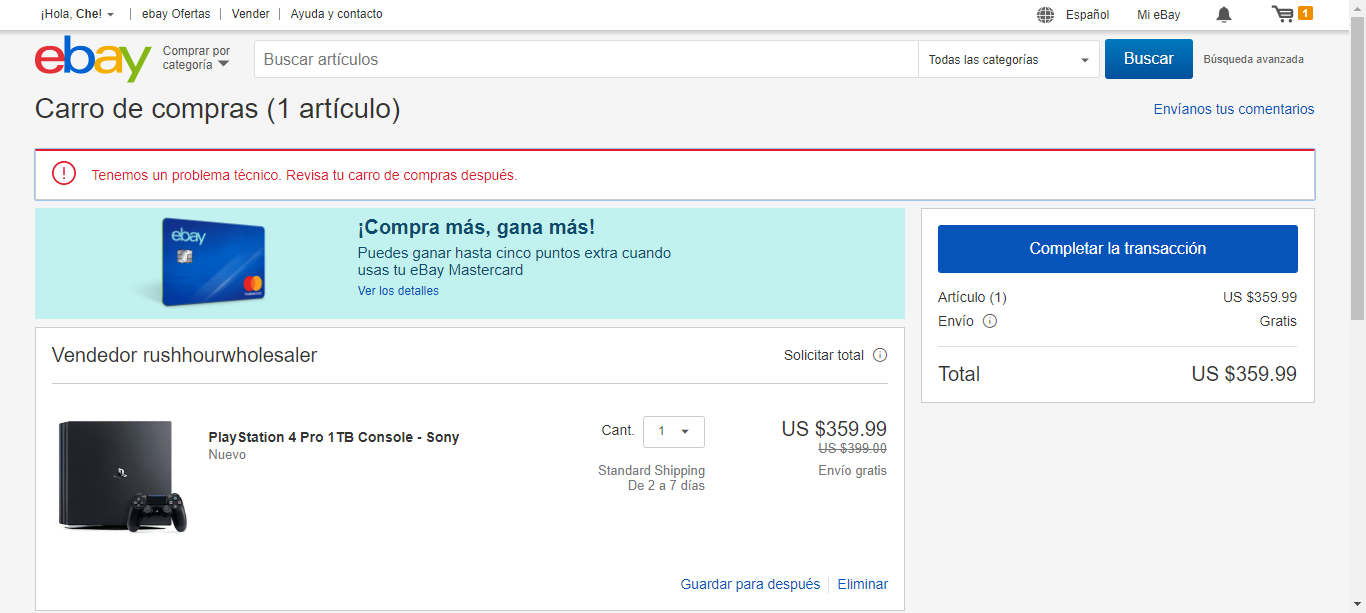 ¡Hola, Che! ebay Ofertas Vender Ayuda y contacto Español Mi eBay 1
ebay Comprar por categoría Buscar artículos Todas las categorías Buscar Búsqueda avanzada
Carro de compras (1 artículo) Envíanos tus comentarios
Tenemos un problema técnico. Revisa tu carro de compras después.
ebay
¡Compra más, gana más!
Puedes ganar hasta cinco puntos extra cuando
usas tu eBay Mastercard
Ver los detalles
Completar la transacción
Artículo (1) US $359.99
Envío Gratis
Total US $359.99
Vendedor rushhourwholesaler Solicitar total
PlayStation 4 Pro 1TB Console - Sony
Nuevo
Cant. 1
US $359.99
US $399.00
Standard Shipping
De 2 a 7 días
Envío gratis
Guardar para después Eliminar